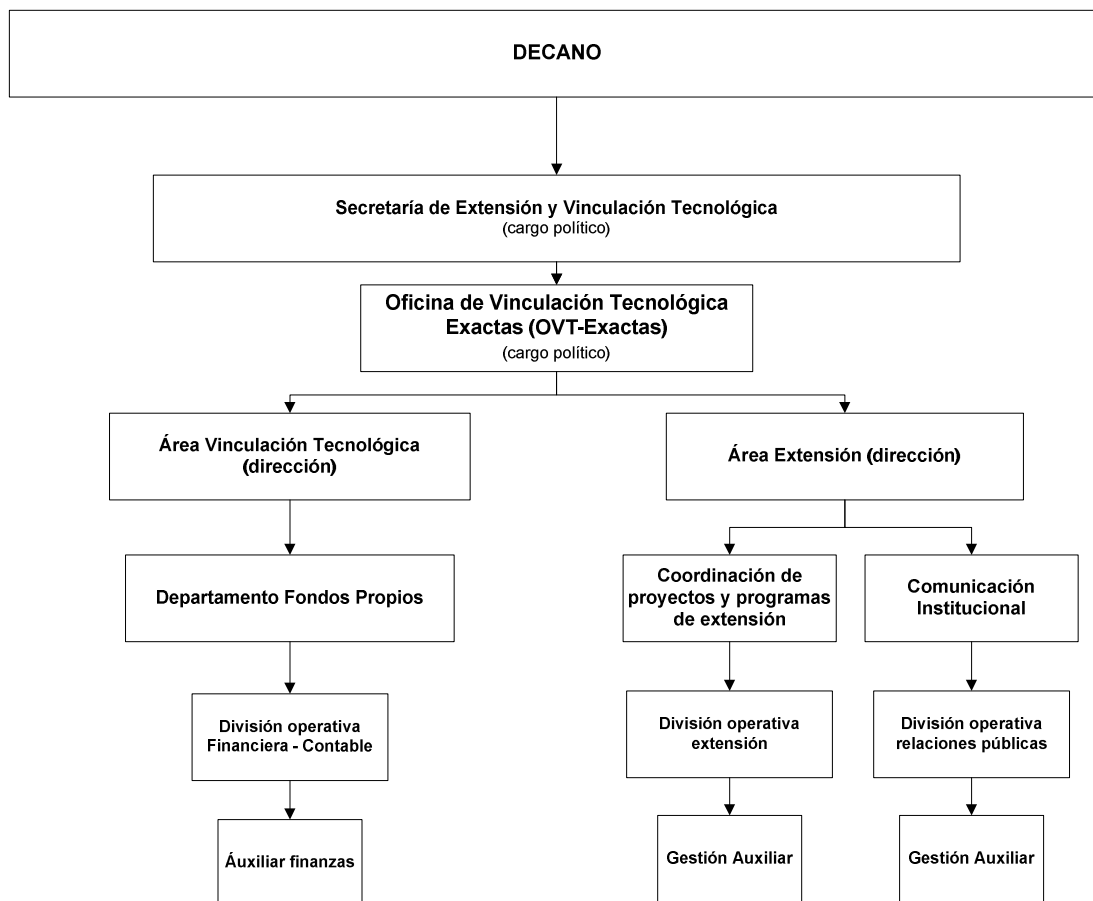 DECANO
Secretaría de Extensión y Vinculación Tecnológica
(cargo político)
Oficina de Vinculación Tecnológica
Exactas (OVT-Exactas)
(cargo político)
Área Vinculación Tecnológica
(dirección)
Área Extensión (dirección)
Departamento Fondos Propios
Coordinación de
proyectos y programas
de extensión
Comunicación
Institucional
División operativa
Financiera - Contable
División operativa
extensión
División operativa
relaciones públicas
Áuxiliar finanzas
Gestión Auxiliar
Gestión Auxiliar